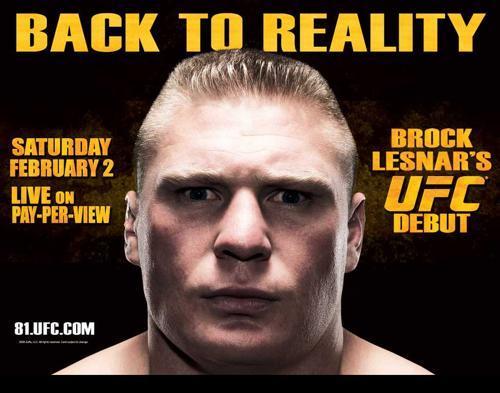 BACK TO REALITY
SATURDAY
FEBRUARY 2
LIVE ON
PAY-PER-VIEW
BROCK
LESNAR'S
UFC
DEBUT
81.UFC.COM